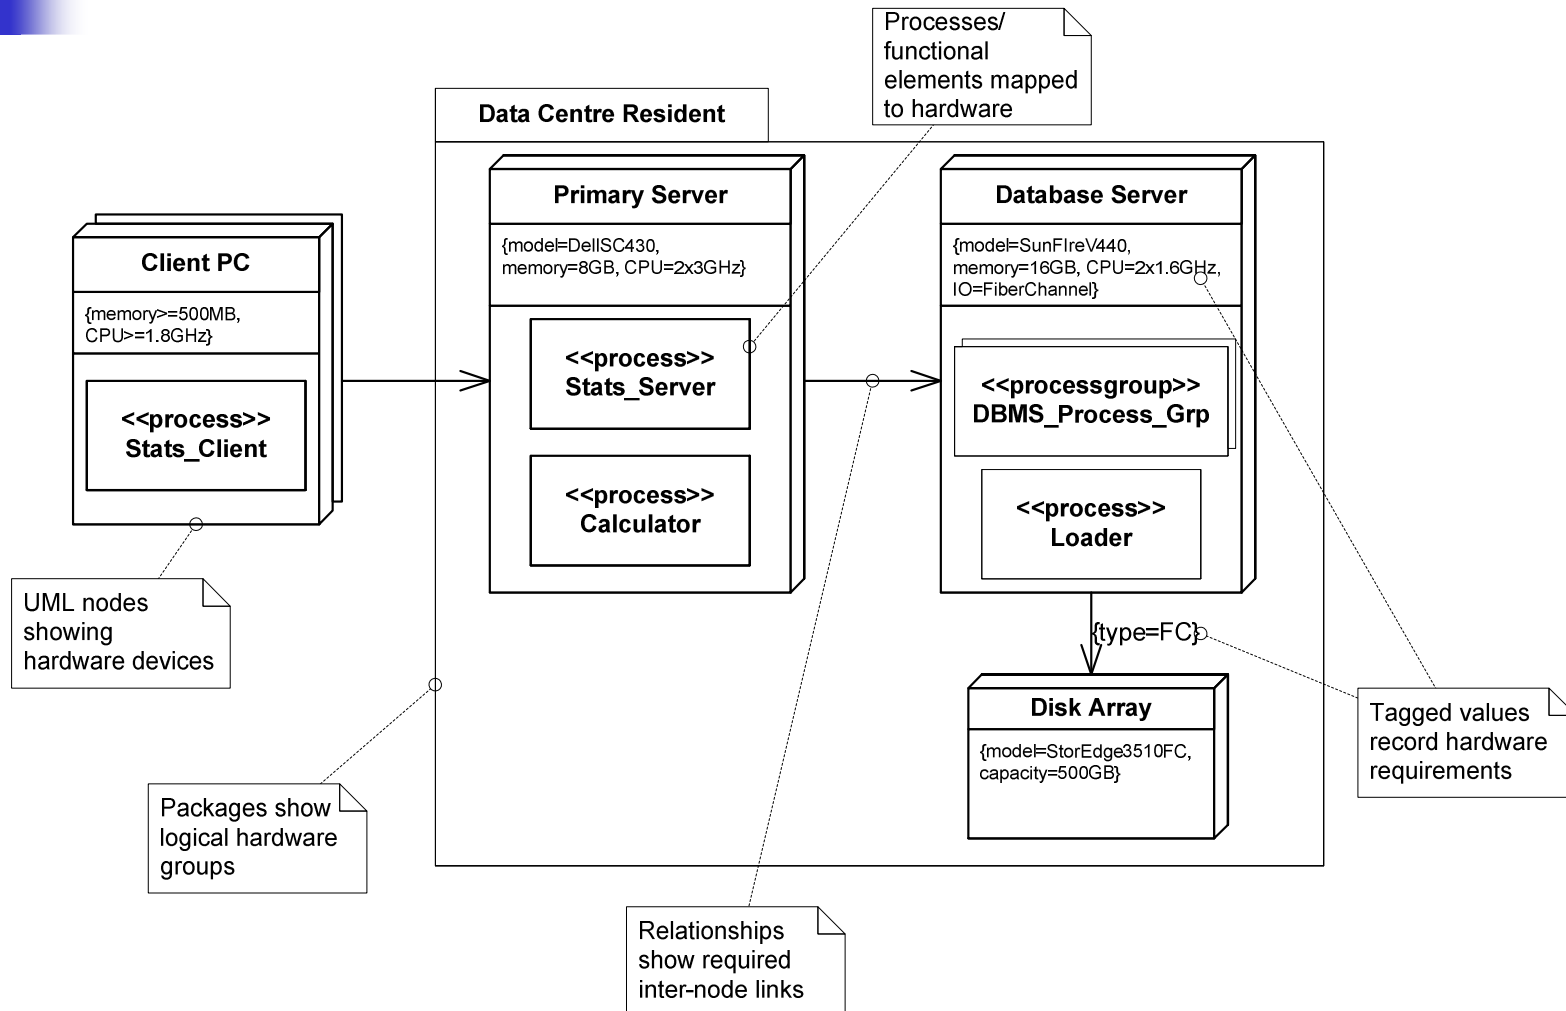 Processes/
functional
elements mapped
to hardware
Data Centre Resident
Primary Server
{model=DellSC430,
memory=8GB, CPU=2x3GHz}
<<process>>
Stats_Server
<<process>>
Calculator
Database Server
{model=SunFIreV440,
memory=16GB, CPU=2x1.6GHz,
IO=FiberChannel}
<<processgroup>>
DBMS_Process_Grp
<<process>>
Loader
Client PC
{memory>=500MB,
CPU>=1.8GHz}
<<process>>
Stats_Client
UML nodes
showing
hardware devices
{type=FC}
Disk Array
{model=StorEdge3510FC,
capacity=500GB}
Tagged values
record hardware
requirements
Packages show
logical hardware
groups
Relationships
show required
inter-node links